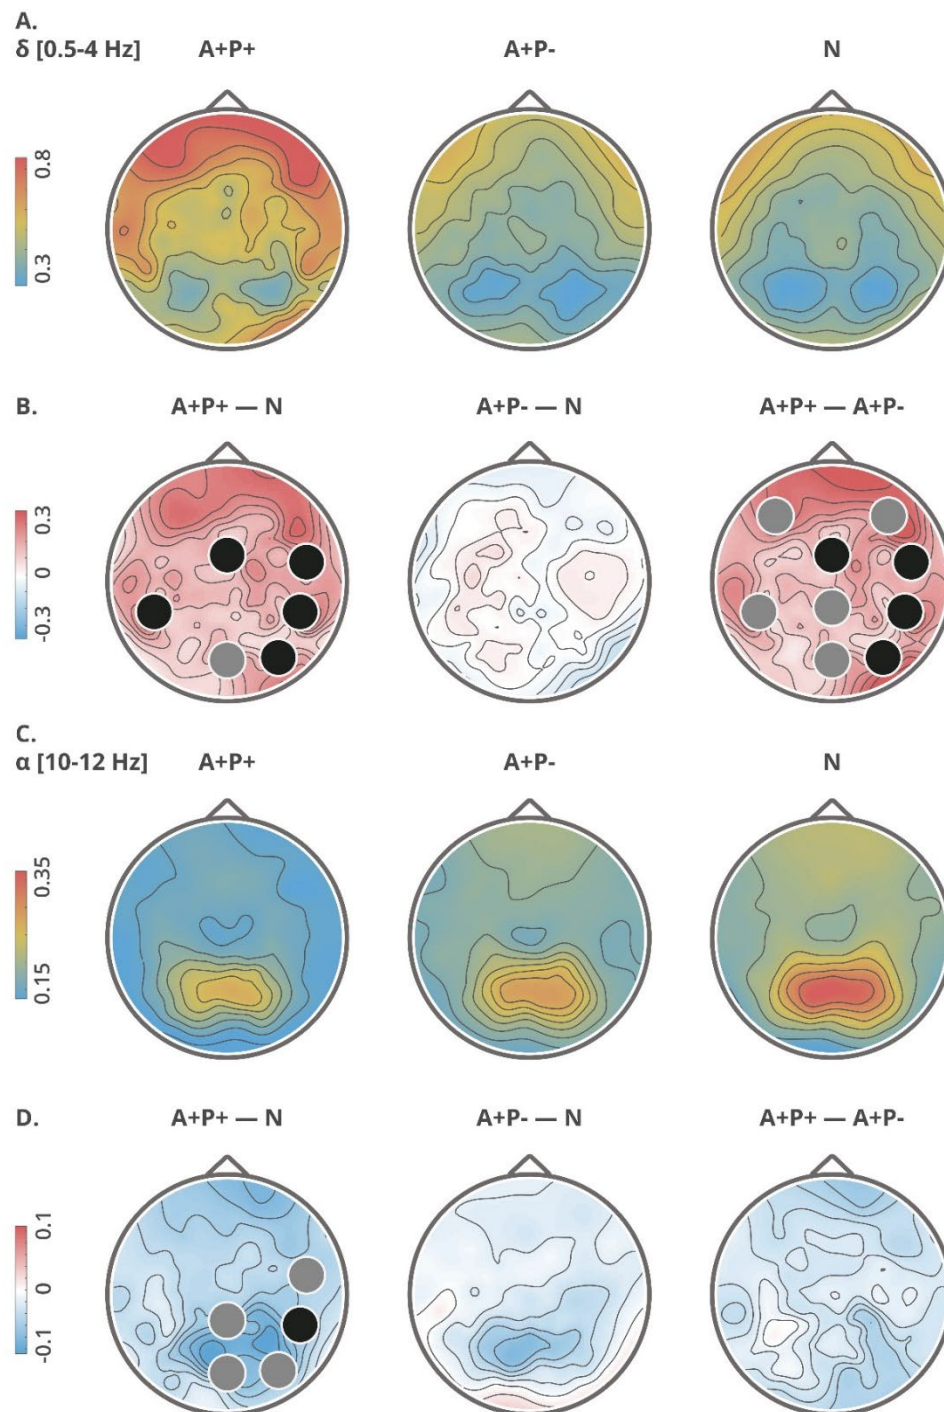 A.
δ [0.5-4 Hz] A+P+ A+P- N
0.8
0.3
B. A+P+ — N A+P- — N A+P+ — A+P-
0.3
0
-0.3
C.
α [10-12 Hz] A+P+ A+P- N
0.35
0.15
D. A+P+ — N A+P- — N A+P+ — A+P-
0.1
0
-0.1